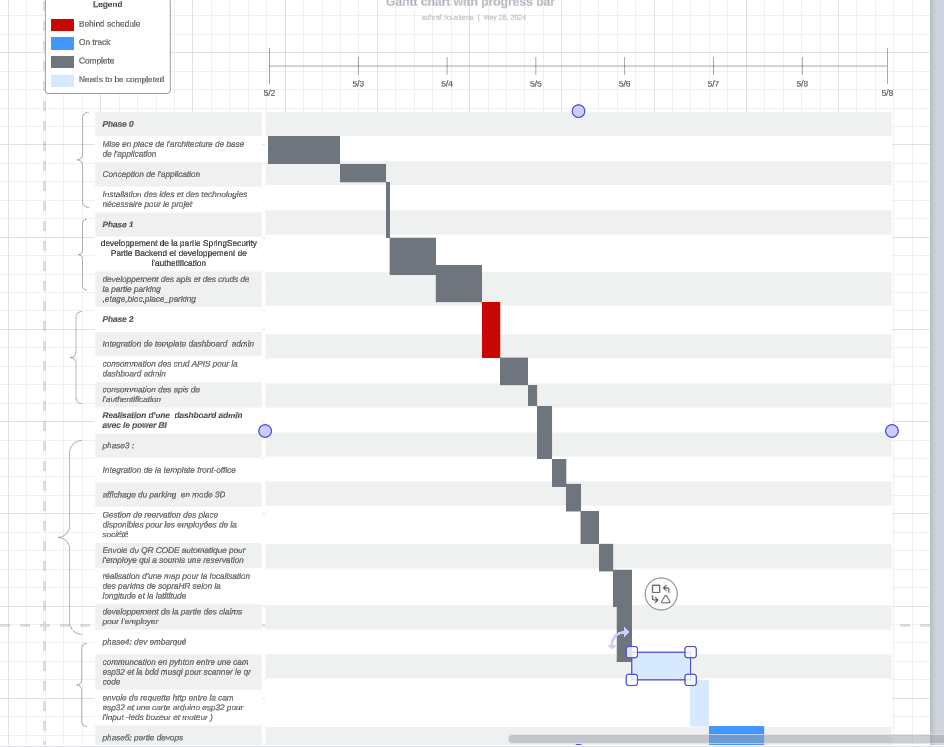 Legend
Behind schedule
On track
Complete
Needs to be completed
Gantt chart with progress bar
achraf bouslama | May 28, 2024
5/2
5/3
5/4
5/5
5/6
5/7
5/8
Phase 0
Mise en place de l'architecture de base
de l'application
Conception de l'application
Installation des ides et des technologies
nécessaire pour le projet
Phase 1
developpement de la partie SpringSecurity
Partie Backend et developpement de
l'authetification
developpement des apis et des cruds de
la partie parking
,etage,bloc,place_parking
Phase 2
Integration de template dashboard admin
consommation des crud APIS pour la
dashboard admin
consommation des apis de
l'authentification
Realisation d'une dashboard admin
avec le power BI
phase3 :
Integration de la template front-office
affichage du parking en mode 3D
Gestion de reervation des place
disponibles pour les employées de la
société
Envoie du QR CODE automatique pour
l'employe qui a soumis une reservation
réalisation d'une map pour la localisation
des parkins de sopraHR selon la
longitude et la latititude
developpement de la partie des claims
pour l'employer
phase4: dev embarqué
communcation en pyhton entre une cam
esp32 et la bdd musql pour scanner le qr
code
envoie de requette http entre la cam
esp32 et une carte arduino esp32 pour
l'input -leds buzeur et moteur )
phase5: partie devops